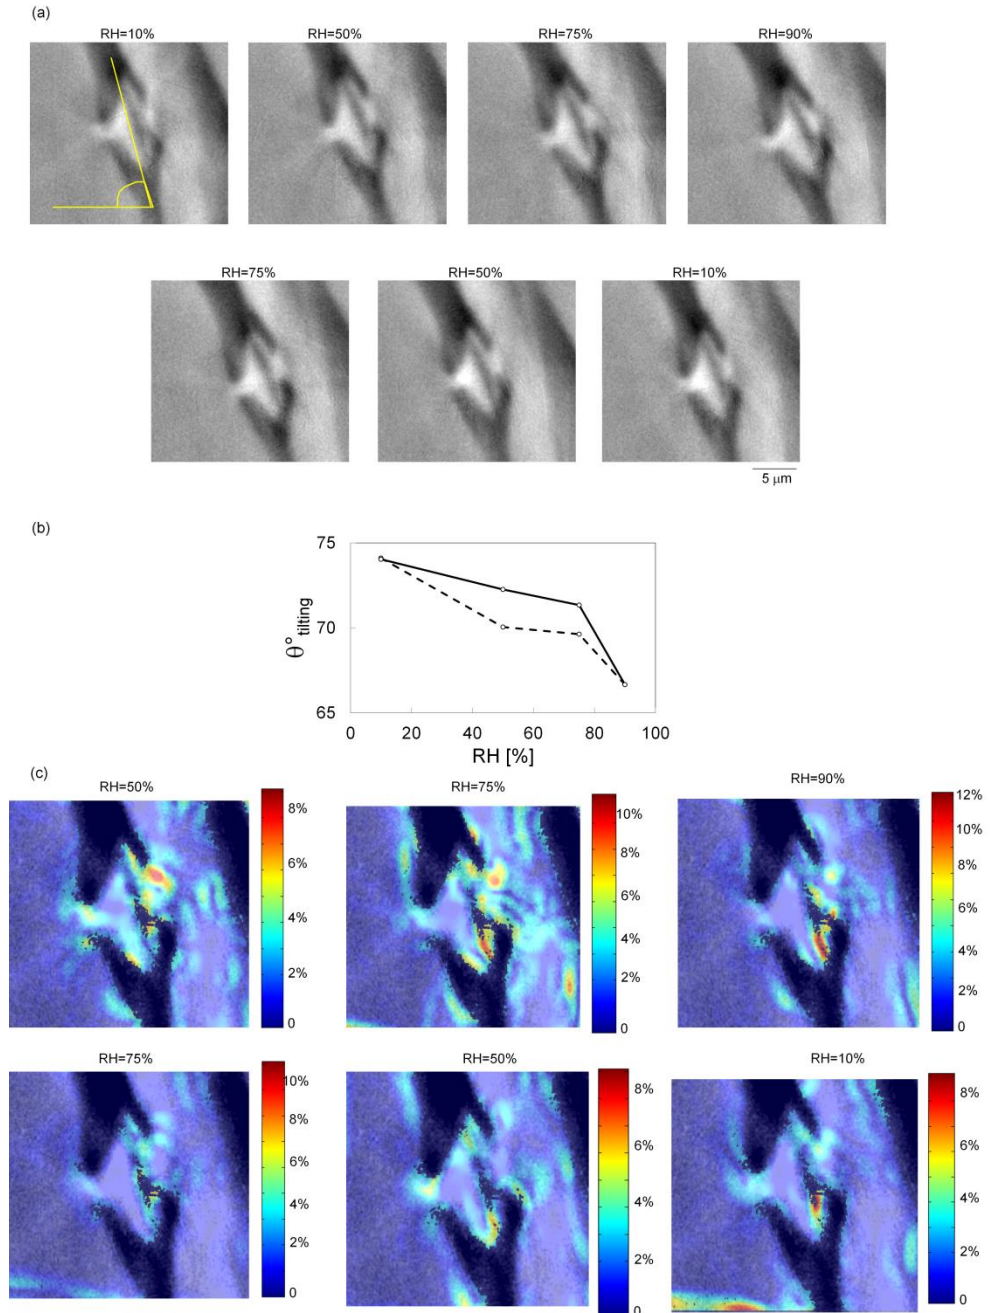 (a)
RH=10%
RH=50%
RH=75%
RH=90%
RH=75%
RH=50%
RH=10%
5 μm
(b)
75
70
65
θ° tilting
0 20 40 60 80 100
RH [%]
(c)
RH=50%
8%
6%
4%
2%
0
RH=75%
10%
8%
6%
4%
2%
0
RH=90%
12%
10%
8%
6%
4%
2%
0
RH=75%
10%
8%
6%
4%
2%
0
RH=50%
8%
6%
4%
2%
0
RH=10%
8%
6%
4%
2%
0